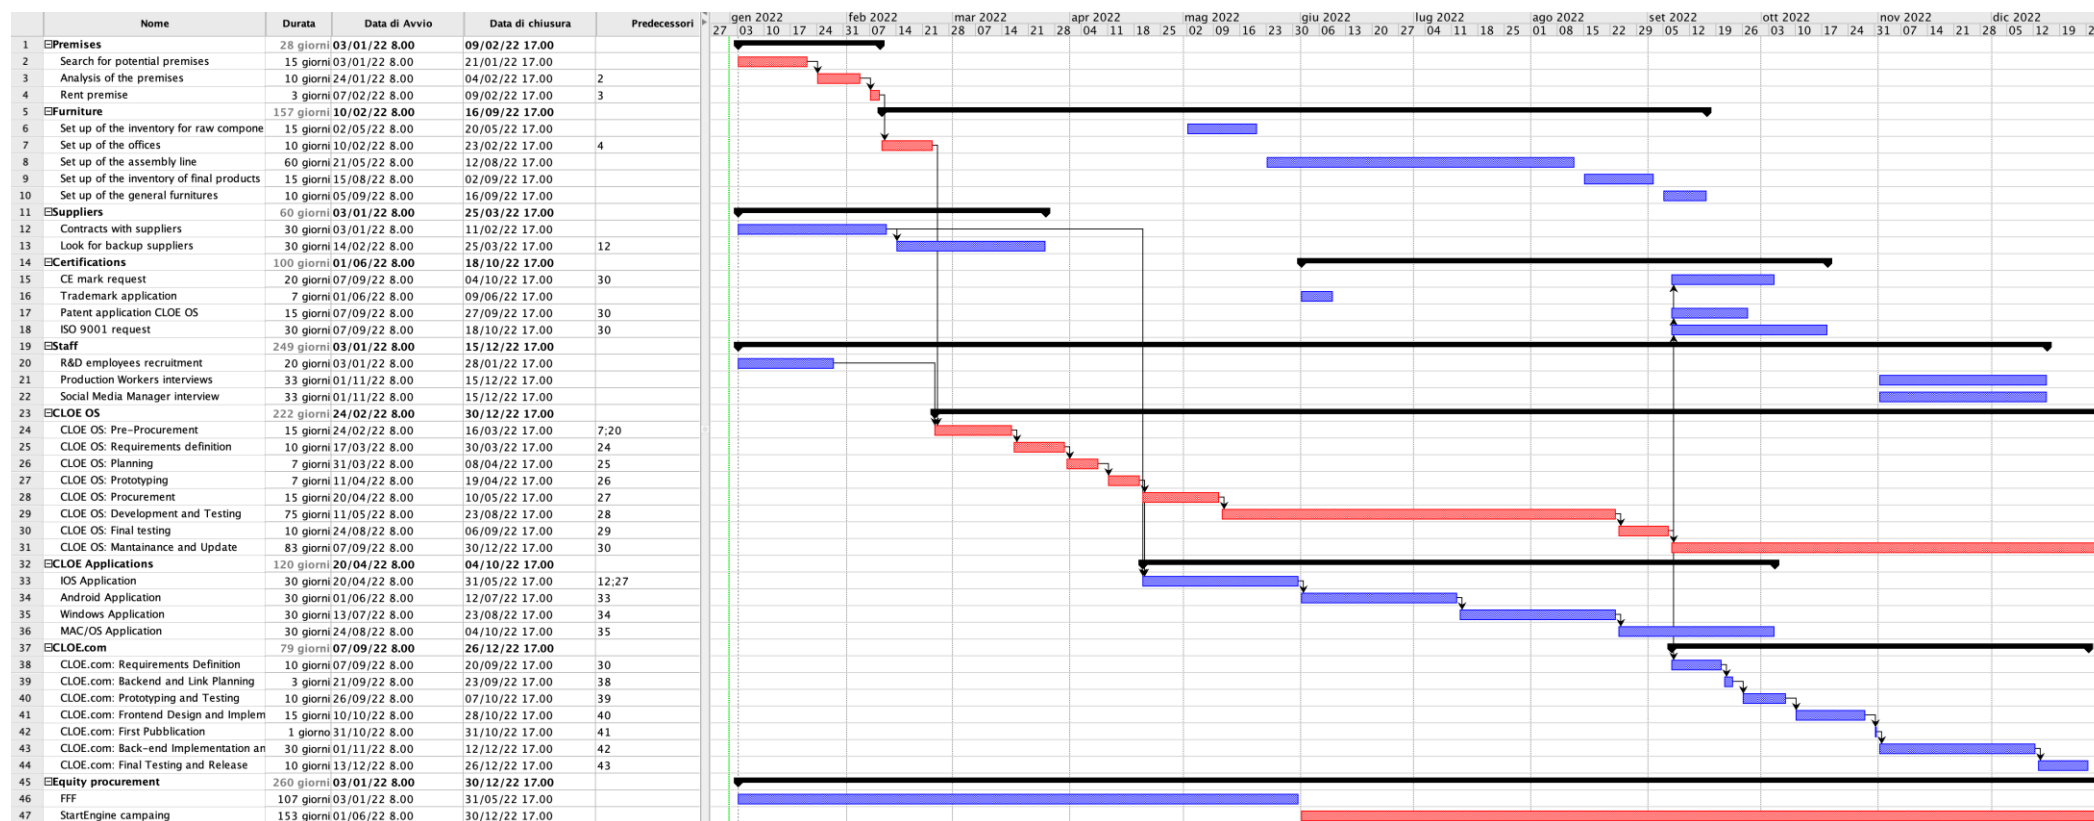 Nome Durata Data di Avvio Data di chiusura Predecessori
gen 2022 feb 2022 mar 2022 apr 2022 mag 2022 giu 2022 lug 2022 ago 2022 set 2022 ott 2022 nov 2022 dic 2022
27 03 10 17 24 31 07 14 21 28 07 14 21 28 04 11 18 25 02 09 16 23 30 06 13 20 27 04 11 18 25 01 08 15 22 29 05 12 19 26 03 10 17 24 31 07 14 21 28 05 12 19 2
1 Premises 28 giorni 03/01/22 8.00 09/02/22 17.00
2 Search for potential premises 15 giorni 03/01/22 8.00 21/01/22 17.00
3 Analysis of the premises 10 giorni 24/01/22 8.00 04/02/22 17.00 2
4 Rent premise 3 giorni 07/02/22 8.00 09/02/22 17.00 3
5 Furniture 157 giorni 10/02/22 8.00 16/09/22 17.00
6 Set up of the inventory for raw compone 15 giorni 02/05/22 8.00 20/05/22 17.00
7 Set up of the offices 10 giorni 10/02/22 8.00 23/02/22 17.00 4
8 Set up of the assembly line 60 giorni 21/05/22 8.00 12/08/22 17.00
9 Set up of the inventory of final products 15 giorni 15/08/22 8.00 02/09/22 17.00
10 Set up of the general furnitures 10 giorni 05/09/22 8.00 16/09/22 17.00
11 Suppliers 60 giorni 03/01/22 8.00 25/03/22 17.00
12 Contracts with suppliers 30 giorni 03/01/22 8.00 11/02/22 17.00
13 Look for backup suppliers 30 giorni 14/02/22 8.00 25/03/22 17.00 12
14 Certifications 100 giorni 01/06/22 8.00 18/10/22 17.00
15 CE mark request 20 giorni 07/09/22 8.00 04/10/22 17.00 30
16 Trademark application 7 giorni 01/06/22 8.00 09/06/22 17.00
17 Patent application CLOE OS 15 giorni 07/09/22 8.00 27/09/22 17.00 30
18 ISO 9001 request 30 giorni 07/09/22 8.00 18/10/22 17.00 30
19 Staff 249 giorni 03/01/22 8.00 15/12/22 17.00
20 R&D employees recruitment 20 giorni 03/01/22 8.00 28/01/22 17.00
21 Production Workers interviews 33 giorni 01/11/22 8.00 15/12/22 17.00
22 Social Media Manager interview 33 giorni 01/11/22 8.00 15/12/22 17.00
23 CLOE OS 222 giorni 24/02/22 8.00 30/12/22 17.00
24 CLOE OS: Pre-Procurement 15 giorni 24/02/22 8.00 16/03/22 17.00 7;20
25 CLOE OS: Requirements definition 10 giorni 17/03/22 8.00 30/03/22 17.00 24
26 CLOE OS: Planning 7 giorni 31/03/22 8.00 08/04/22 17.00 25
27 CLOE OS: Prototyping 7 giorni 11/04/22 8.00 19/04/22 17.00 26
28 CLOE OS: Procurement 15 giorni 20/04/22 8.00 10/05/22 17.00 27
29 CLOE OS: Development and Testing 75 giorni 11/05/22 8.00 23/08/22 17.00 28
30 CLOE OS: Final testing 10 giorni 24/08/22 8.00 06/09/22 17.00 29
31 CLOE OS: Mantainance and Update 83 giorni 07/09/22 8.00 30/12/22 17.00 30
32 CLOE Applications 120 giorni 20/04/22 8.00 04/10/22 17.00
33 IOS Application 30 giorni 20/04/22 8.00 31/05/22 17.00 12;27
34 Android Application 30 giorni 01/06/22 8.00 12/07/22 17.00 33
35 Windows Application 30 giorni 13/07/22 8.00 23/08/22 17.00 34
36 MAC/OS Application 30 giorni 24/08/22 8.00 04/10/22 17.00 35
37 CLOE.com 79 giorni 07/09/22 8.00 26/12/22 17.00
38 CLOE.com: Requirements Definition 10 giorni 07/09/22 8.00 20/09/22 17.00 30
39 CLOE.com: Backend and Link Planning 3 giorni 21/09/22 8.00 23/09/22 17.00 38
40 CLOE.com: Prototyping and Testing 10 giorni 26/09/22 8.00 07/10/22 17.00 39
41 CLOE.com: Frontend Design and Implem 15 giorni 10/10/22 8.00 28/10/22 17.00 40
42 CLOE.com: First Pubblication 1 giorno 31/10/22 8.00 31/10/22 17.00 41
43 CLOE.com: Back-end Implementation an 30 giorni 01/11/22 8.00 12/12/22 17.00 42
44 CLOE.com: Final Testing and Release 10 giorni 13/12/22 8.00 26/12/22 17.00 43
45 Equity procurement 260 giorni 03/01/22 8.00 30/12/22 17.00
46 FFF 107 giorni 03/01/22 8.00 31/05/22 17.00
47 StartEngine campaing 153 giorni 01/06/22 8.00 30/12/22 17.00